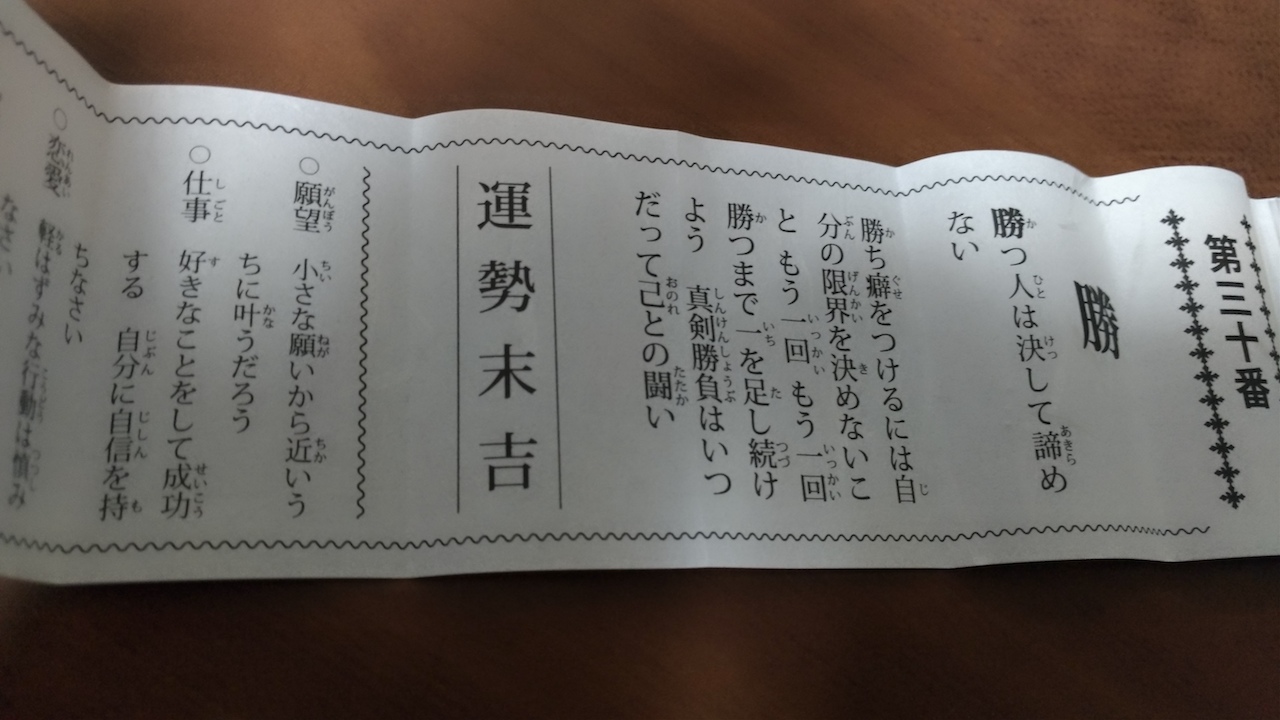 第三十番
勝
勝つ人は決して諦め
ない
勝ち癖をつけるには自
分の限界を決めないこ
と もう一回 もう一回
勝つまで一を足し続け
よう 真剣勝負はいつ
だって己との闘い
運勢末吉
○願望 小さな願いから近いう
ちに叶うだろう
○仕事 好きなことをして成功
する 自分に自信を持
ちなさい
○恋愛 軽はずみな行動は慎み
なさい